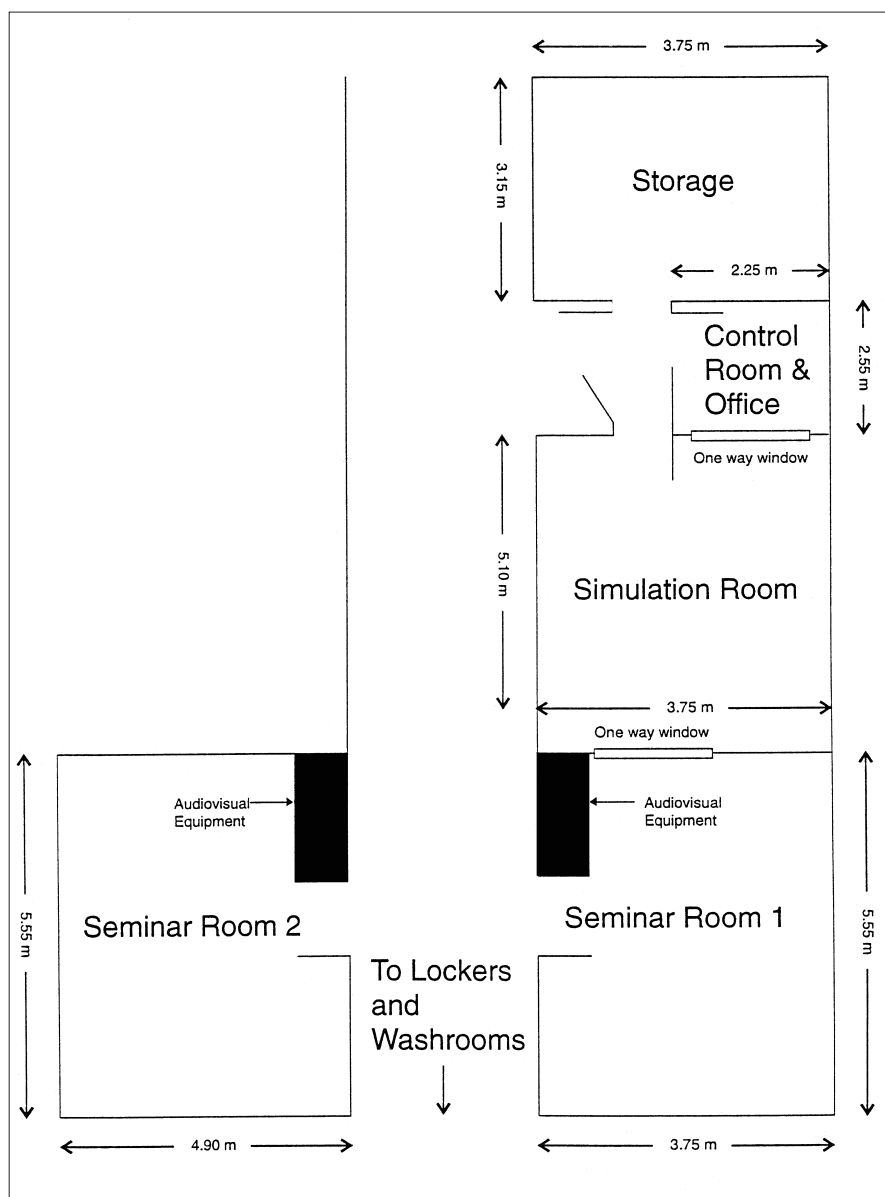 3.75 m
3.15 m
Storage
2.25 m
Control
Room &
Office
2.55 m
One way window
5.10 m
Simulation Room
3.75 m
One way window
Audiovisual
Equipment
Audiovisual
Equipment
5.55 m
Seminar Room 2
Seminar Room 1
5.55 m
To Lockers
and
Washrooms
4.90 m
3.75 m